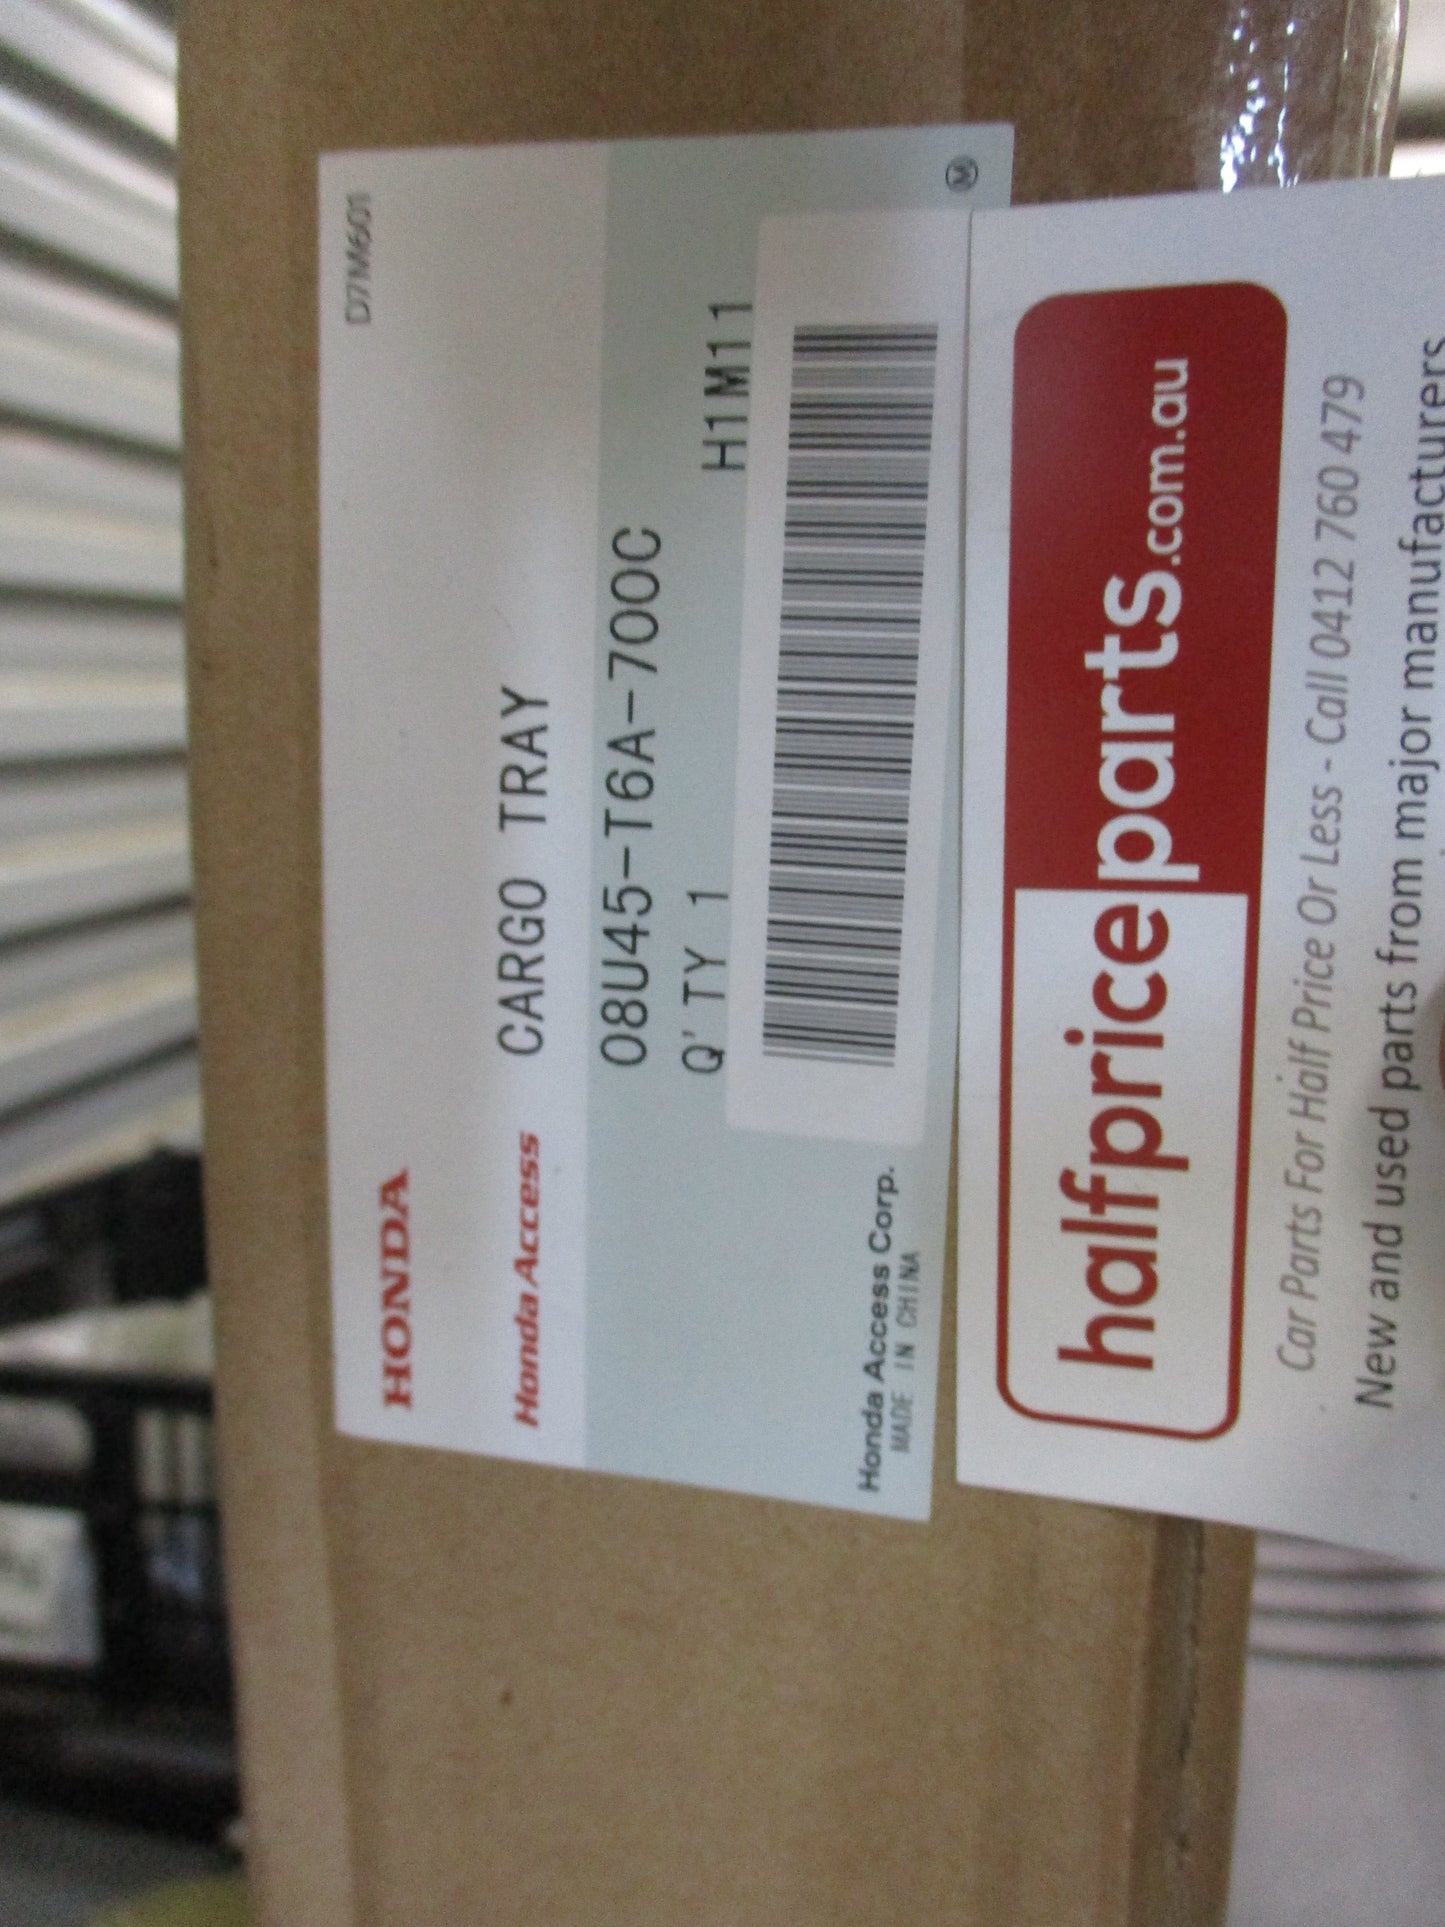 D7M601
HONDA
Honda Access
CARGO TRAY
08U45-T6A-700C
Q'TY 1
H1M11
Honda Access Corp.
MADE IN CHINA
M
halfpriceparts.com.au
Car Parts For Half Price Or Less - Call 0412 760 479
New and used parts from major manufacturers